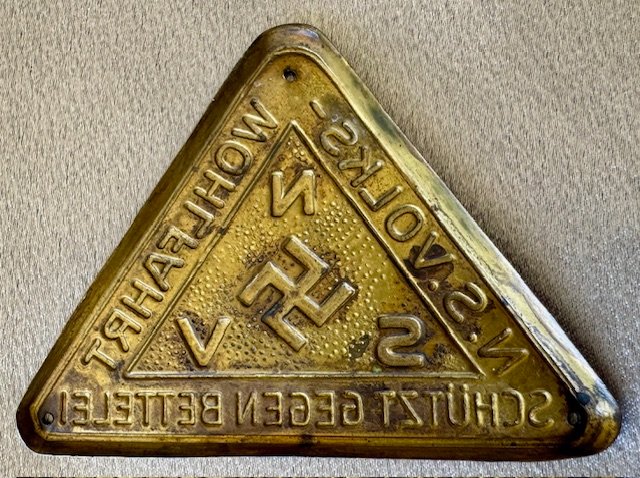 N.S.VOLKS-
WOHLFAHRT
N
S
V
SCHÜTZT GEGEN BETTELEI